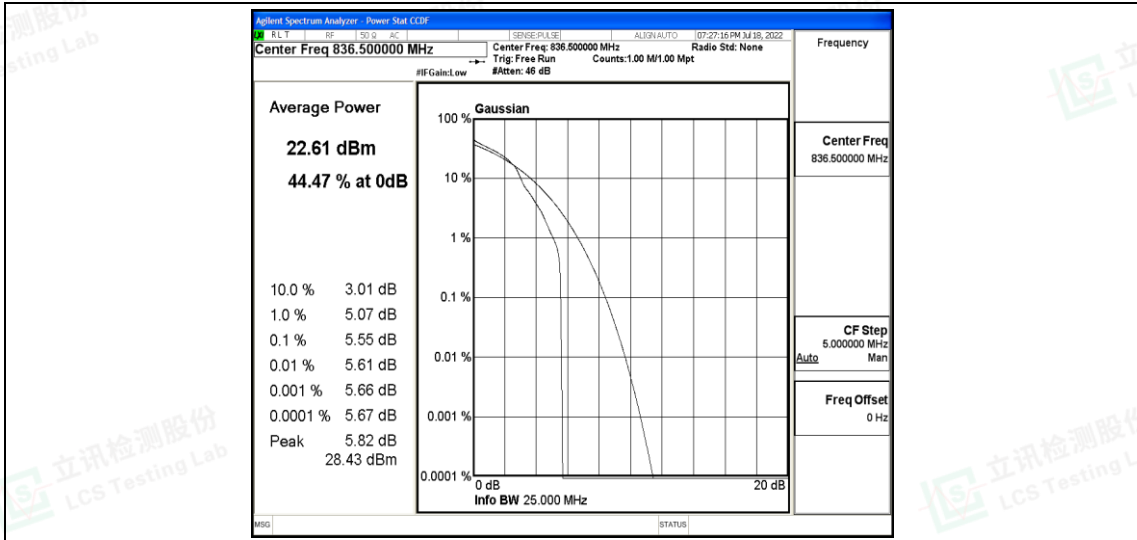 Agilent Spectrum Analyzer - Power Stat CCDF
LXI RLT RF 50 Ω AC SENSE:PULSE ALIGNAUTO 07:27:16 PM Jul 18, 2022
Center Freq 836.500000 MHz
Center Freq: 836.500000 MHz Radio Std: None
Trig: Free Run Counts:1.00 M/1.00 Mpt
#IFGain:Low #Atten: 46 dB
Frequency
Average Power
22.61 dBm
44.47 % at 0dB
10.0 % 3.01 dB
1.0 % 5.07 dB
0.1 % 5.55 dB
0.01 % 5.61 dB
0.001 % 5.66 dB
0.0001 % 5.67 dB
Peak 5.82 dB
28.43 dBm
Gaussian
100 %
10 %
1 %
0.1 %
0.01 %
0.001 %
0.0001 %
0 dB 20 dB
Info BW 25.000 MHz
Center Freq
836.500000 MHz
CF Step
5.000000 MHz
Auto Man
Freq Offset
0 Hz
MSG STATUS
立讯检测股份
LCS Testing Lab
立讯检测股份
LCS Testing L